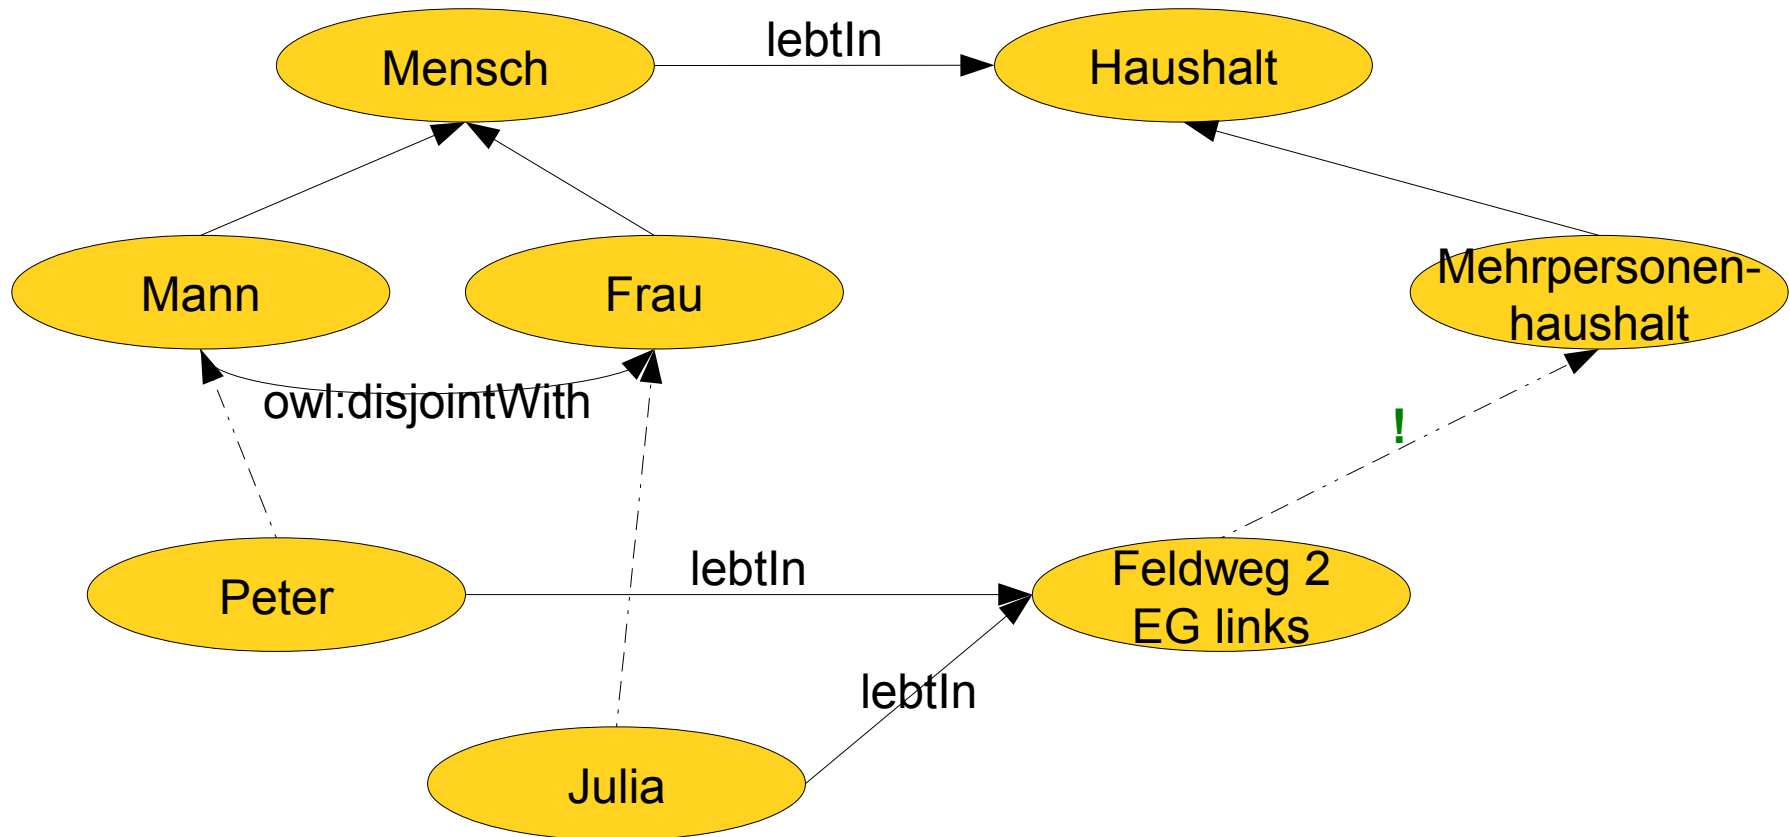 Mensch
lebtIn
Haushalt
Mann
Frau
Mehrpersonen-
haushalt
owl:disjointWith
!
Peter
lebtIn
Feldweg 2
EG links
lebtIn
Julia